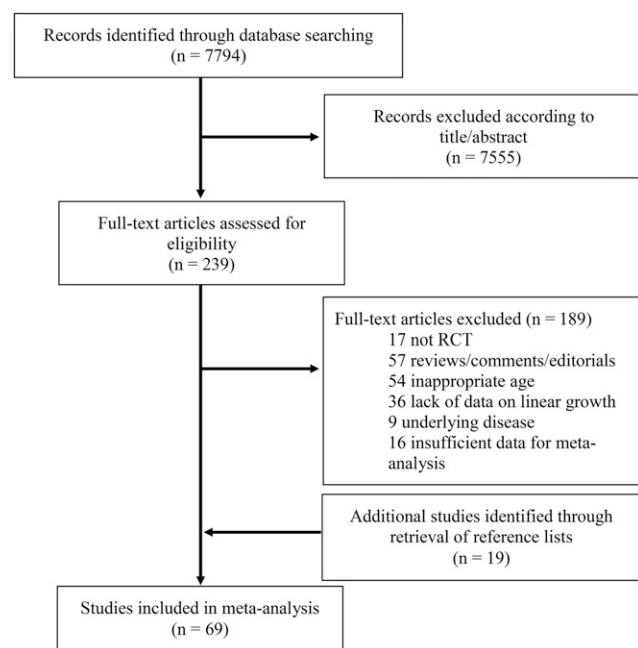 Records identified through database searching
(n = 7794)
Records excluded according to
title/abstract
(n = 7555)
Full-text articles assessed for
eligibility
(n = 239)
Full-text articles excluded (n = 189)
17 not RCT
57 reviews/comments/editorials
54 inappropriate age
36 lack of data on linear growth
9 underlying disease
16 insufficient data for meta-
analysis
Additional studies identified through
retrieval of reference lists
(n = 19)
Studies included in meta-analysis
(n = 69)